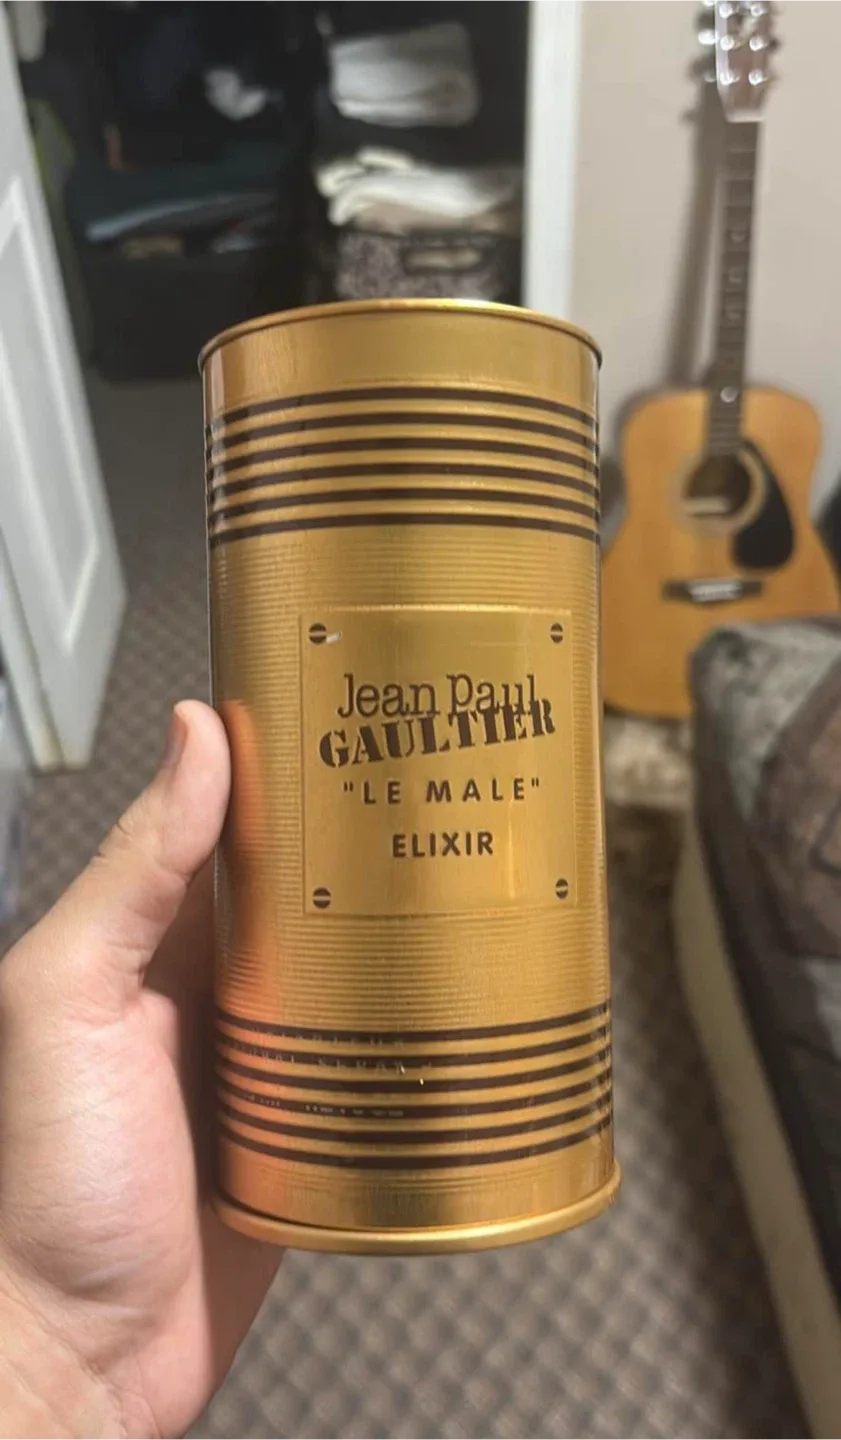 Jean Paul
GAULTIER
"LE MALE"
ELIXIR